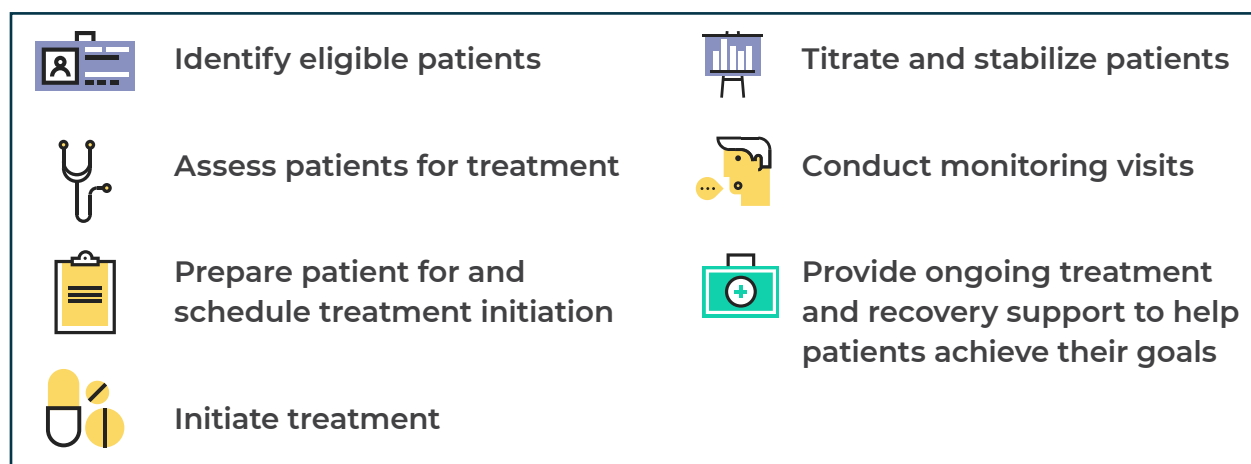 Identify eligible patients
Assess patients for treatment
Prepare patient for and
schedule treatment initiation
Initiate treatment
Titrate and stabilize patients
Conduct monitoring visits
Provide ongoing treatment
and recovery support to help
patients achieve their goals